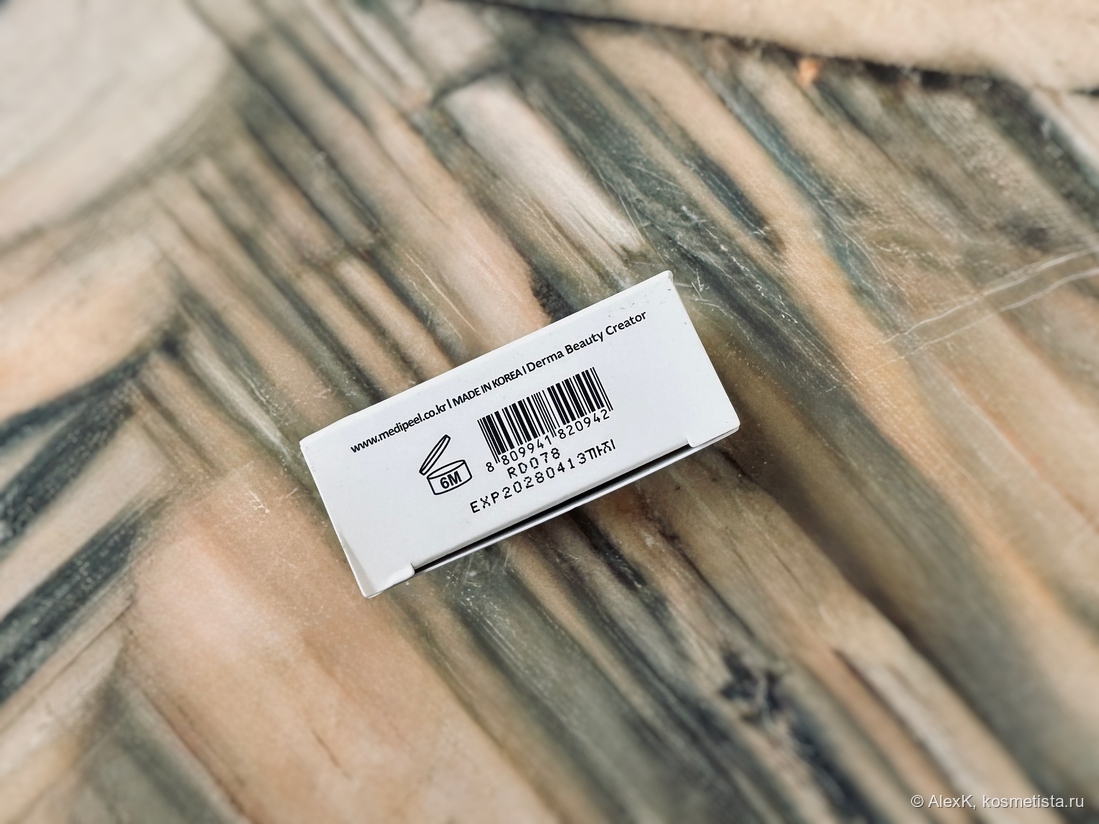 www.medipeel.co.kr | MADE IN KOREA | Derma Beauty Creator
6M
8 809941 820942
RD078
EXP20280413까지
© AlexK, kosmetista.ru